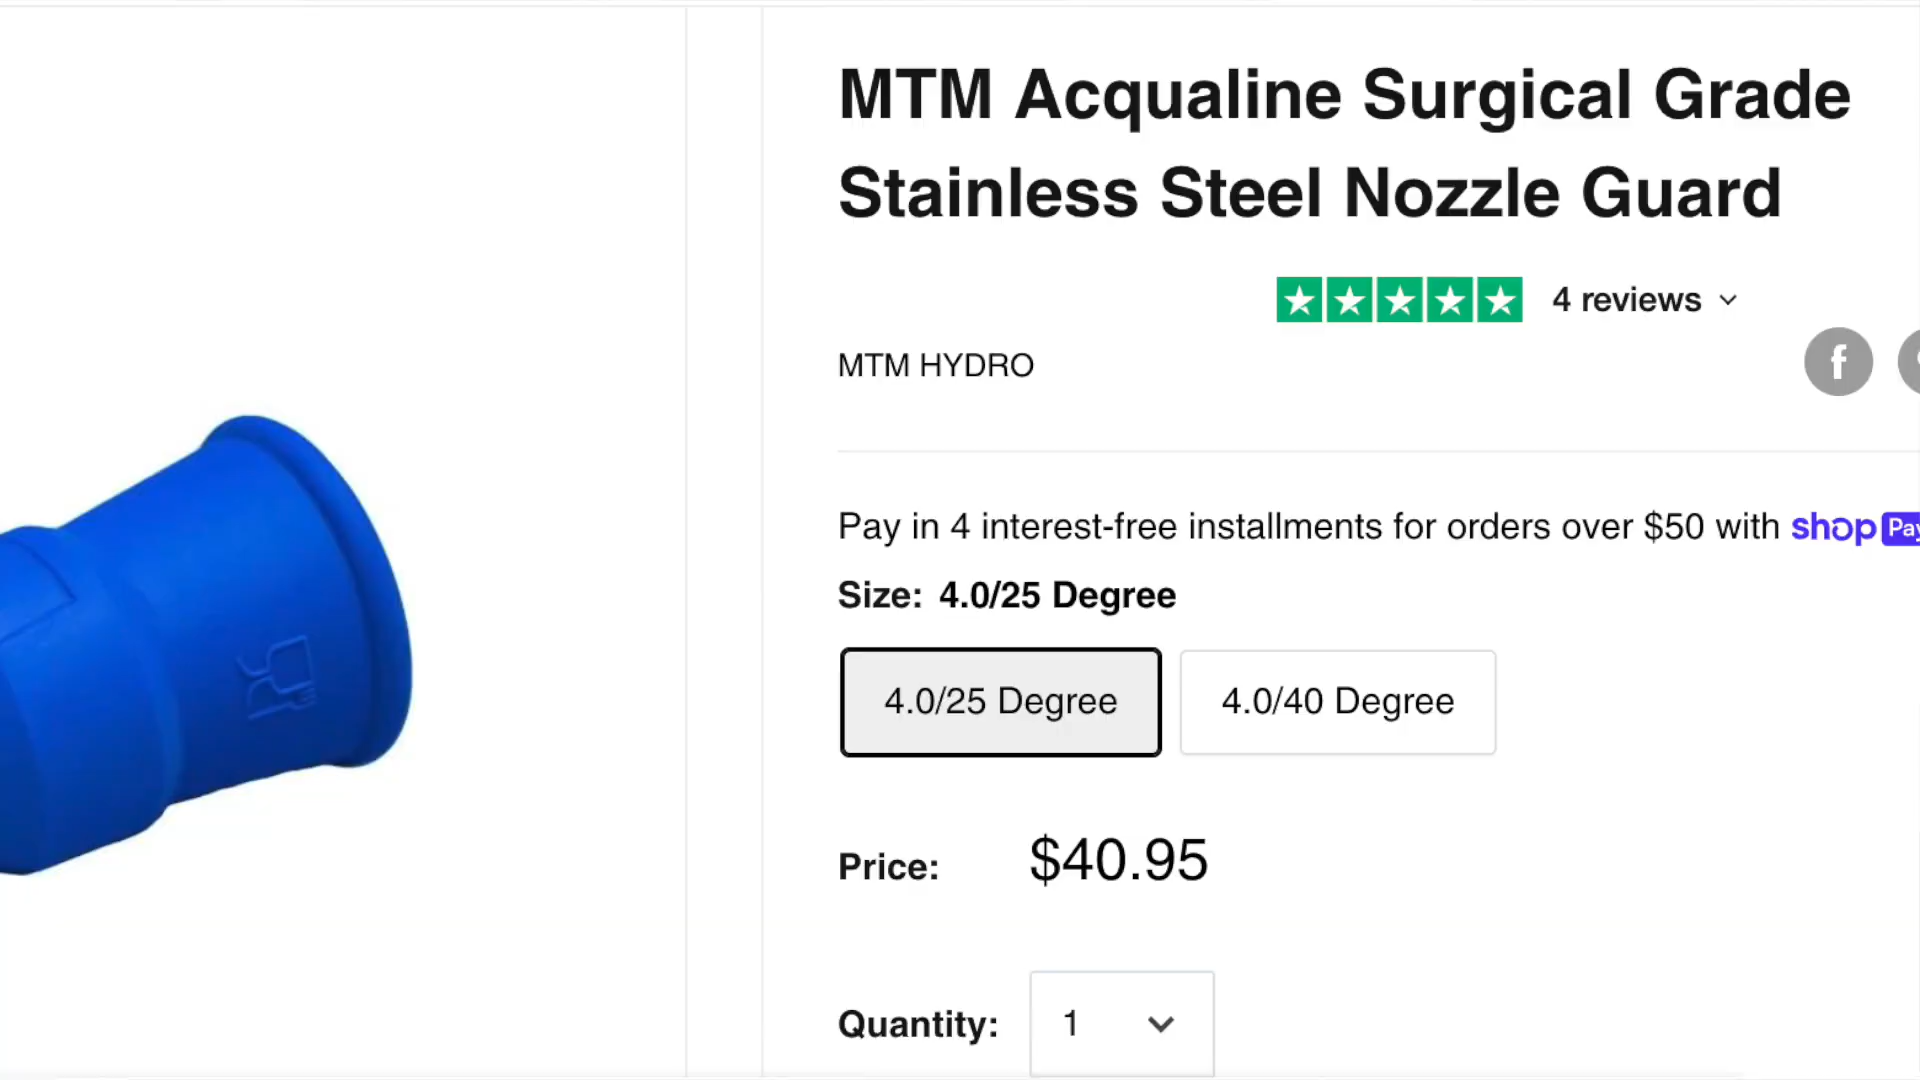 MTM Acqualine Surgical Grade
Stainless Steel Nozzle Guard
4 reviews
MTM HYDRO
Pay in 4 interest-free installments for orders over $50 with shop Pay
Size: 4.0/25 Degree
4.0/25 Degree 4.0/40 Degree
Price: $40.95
Quantity: 1